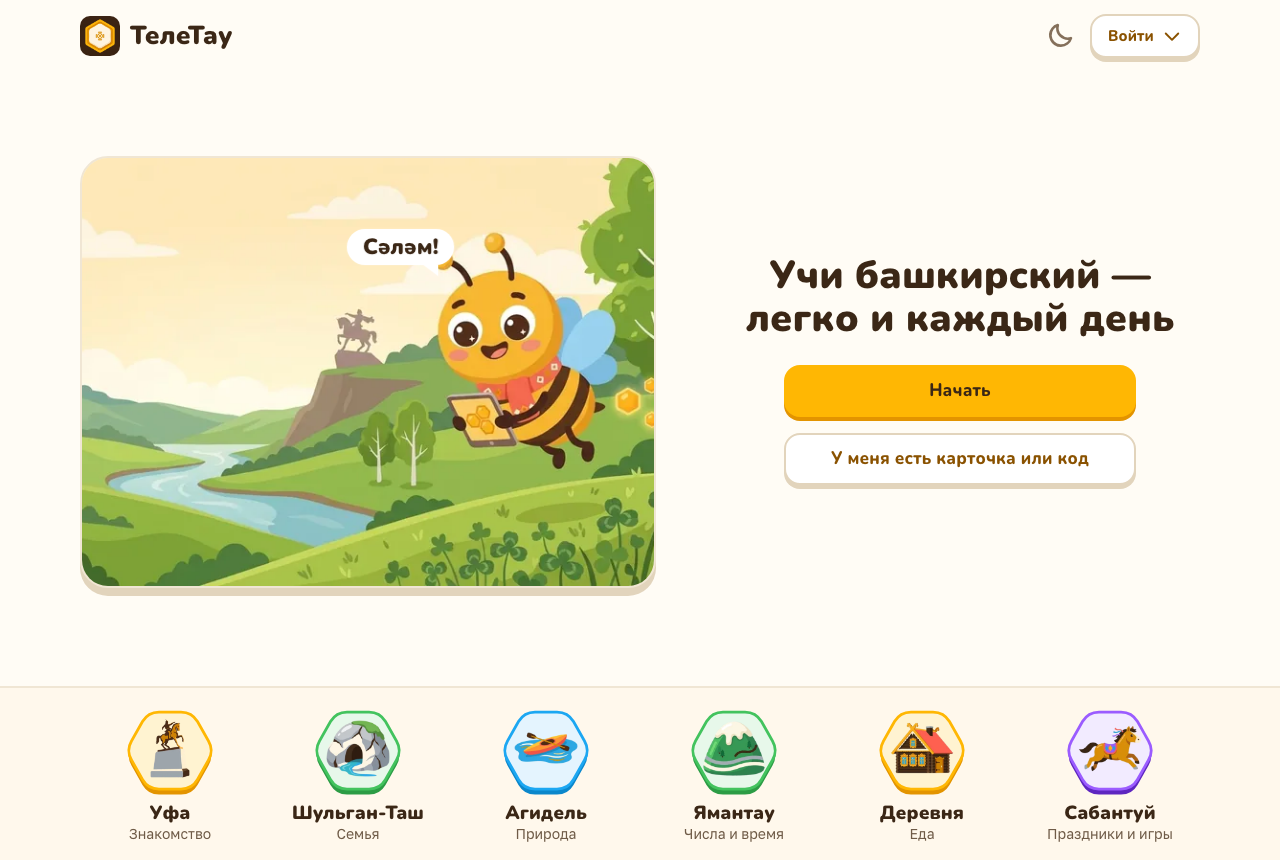 ТелеТау
Войти
Сәләм!
Учи башкирский —
легко и каждый день
Начать
У меня есть карточка или код
Уфа
Знакомство
Шульган-Таш
Семья
Агидель
Природа
Ямантау
Числа и время
Деревня
Еда
Сабантуй
Праздники и игры